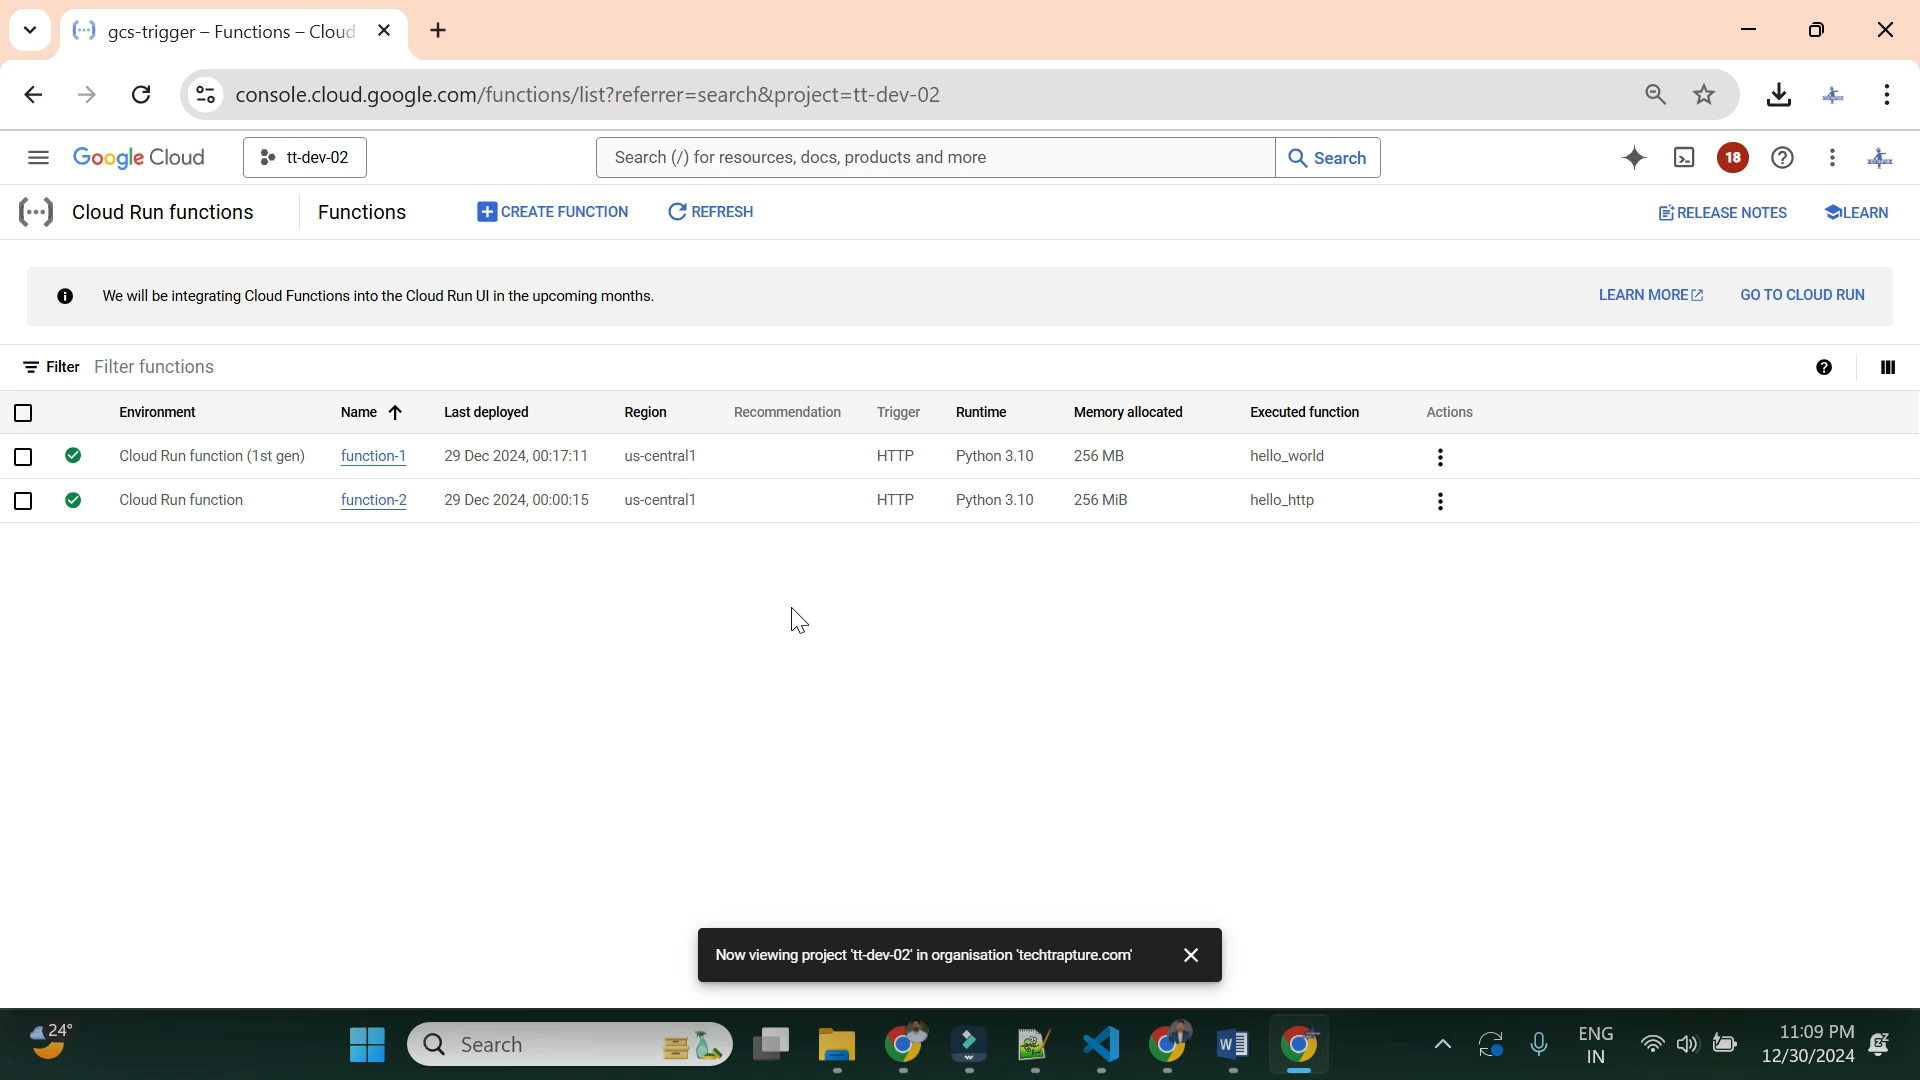 gcs-trigger – Functions – Cloud
console.cloud.google.com/functions/list?referrer=search&project=tt-dev-02
Google Cloud tt-dev-02 Search (/) for resources, docs, products and more Search 18
Cloud Run functions Functions CREATE FUNCTION REFRESH RELEASE NOTES LEARN
We will be integrating Cloud Functions into the Cloud Run UI in the upcoming months. LEARN MORE GO TO CLOUD RUN
Filter Filter functions
Environment Name Last deployed Region Recommendation Trigger Runtime Memory allocated Executed function Actions
Cloud Run function (1st gen) function-1 29 Dec 2024, 00:17:11 us-central1 HTTP Python 3.10 256 MB hello_world
Cloud Run function function-2 29 Dec 2024, 00:00:15 us-central1 HTTP Python 3.10 256 MiB hello_http
Now viewing project 'tt-dev-02' in organisation 'techtrapture.com'
24° Search ENG 11:09 PM
IN 12/30/2024